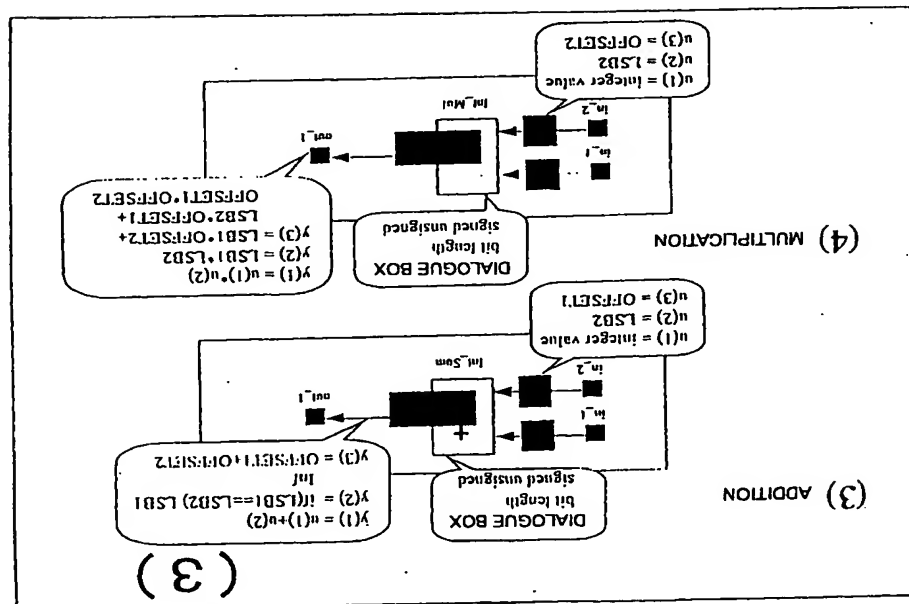 (3)
(3) ADDITION
DIALOGUE BOX
bit length
signed unsigned
y(1) = u(1)+u(2)
y(2) = if(LSB1==LSB2) LSB1
Inf
y(3) = OFFSET1+OFFSET2
in_1
+
in_2
Int_Sum
out_1
u(1) = integer value
u(2) = LSB2
u(3) = OFFSET1
(4) MULTIPLICATION
DIALOGUE BOX
bit length
signed unsigned
y(1) = u(1)*u(2)
y(2) = LSB1*LSB2
y(3) = LSB1*OFFSET2+
LSB2*OFFSET1+
OFFSET1*OFFSET2
in_1
in_2
Int_Mul
out_1
u(1) = integer value
u(2) = LSB2
u(3) = OFFSET2